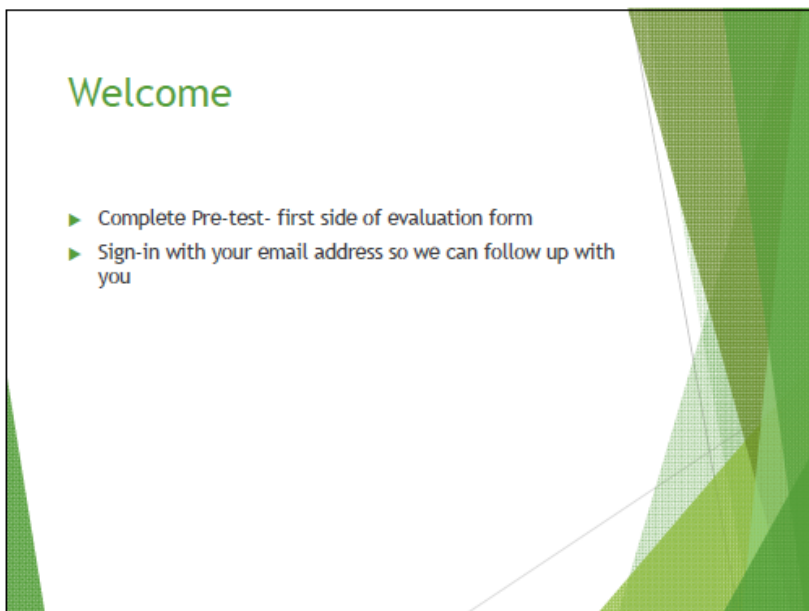 Welcome
Complete Pre-test- first side of evaluation form
Sign-in with your email address so we can follow up with
you